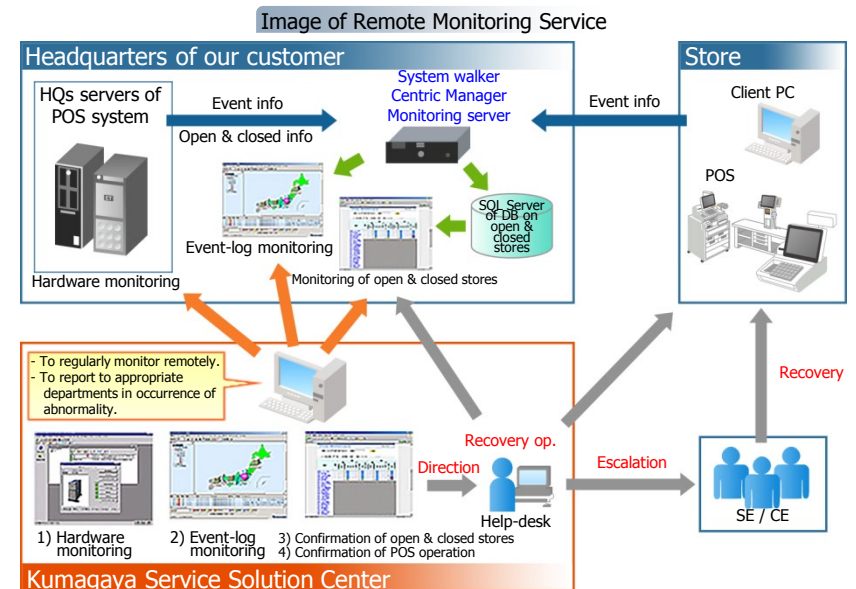 Image of Remote Monitoring Service
Headquarters of our customer
Store
HQs servers of
POS system
Event info
Open & closed info
System walker
Centric Manager
Monitoring server
Event info
Client PC
POS
SQL Server
of DB on
open &
closed
stores
Event-log monitoring
Hardware monitoring
Monitoring of open & closed stores
- To regularly monitor remotely.
- To report to appropriate
departments in occurrence of
abnormality.
Recovery
Recovery op.
Direction
Escalation
Help-desk
SE / CE
1) Hardware
monitoring
2) Event-log
monitoring
3) Confirmation of open & closed stores
4) Confirmation of POS operation
Kumagaya Service Solution Center